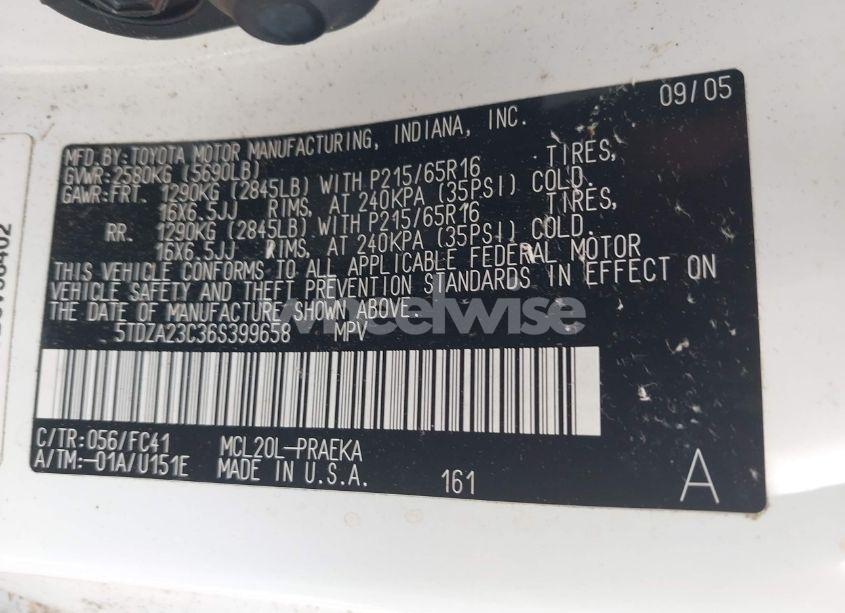 09/05
MFD.BY:TOYOTA MOTOR MANUFACTURING, INDIANA, INC.
GVWR:2580KG (5690LB)
GAWR:FRT. 1290KG (2845LB) WITH P215/65R16 TIRES,
16X6.5JJ RIMS, AT 240KPA (35PSI) COLD.
RR. 1290KG (2845LB) WITH P215/65R16 TIRES,
16X6.5JJ RIMS, AT 240KPA (35PSI) COLD.
THIS VEHICLE CONFORMS TO ALL APPLICABLE FEDERAL MOTOR
VEHICLE SAFETY AND THEFT PREVENTION STANDARDS IN EFFECT ON
THE DATE OF MANUFACTURE SHOWN ABOVE.
5TDZA23C36S399658 MPV
wheelwise
C/TR:056/FC41 MCL20L-PRAEKA
A/TM:-01A/U151E MADE IN U.S.A. 161 A